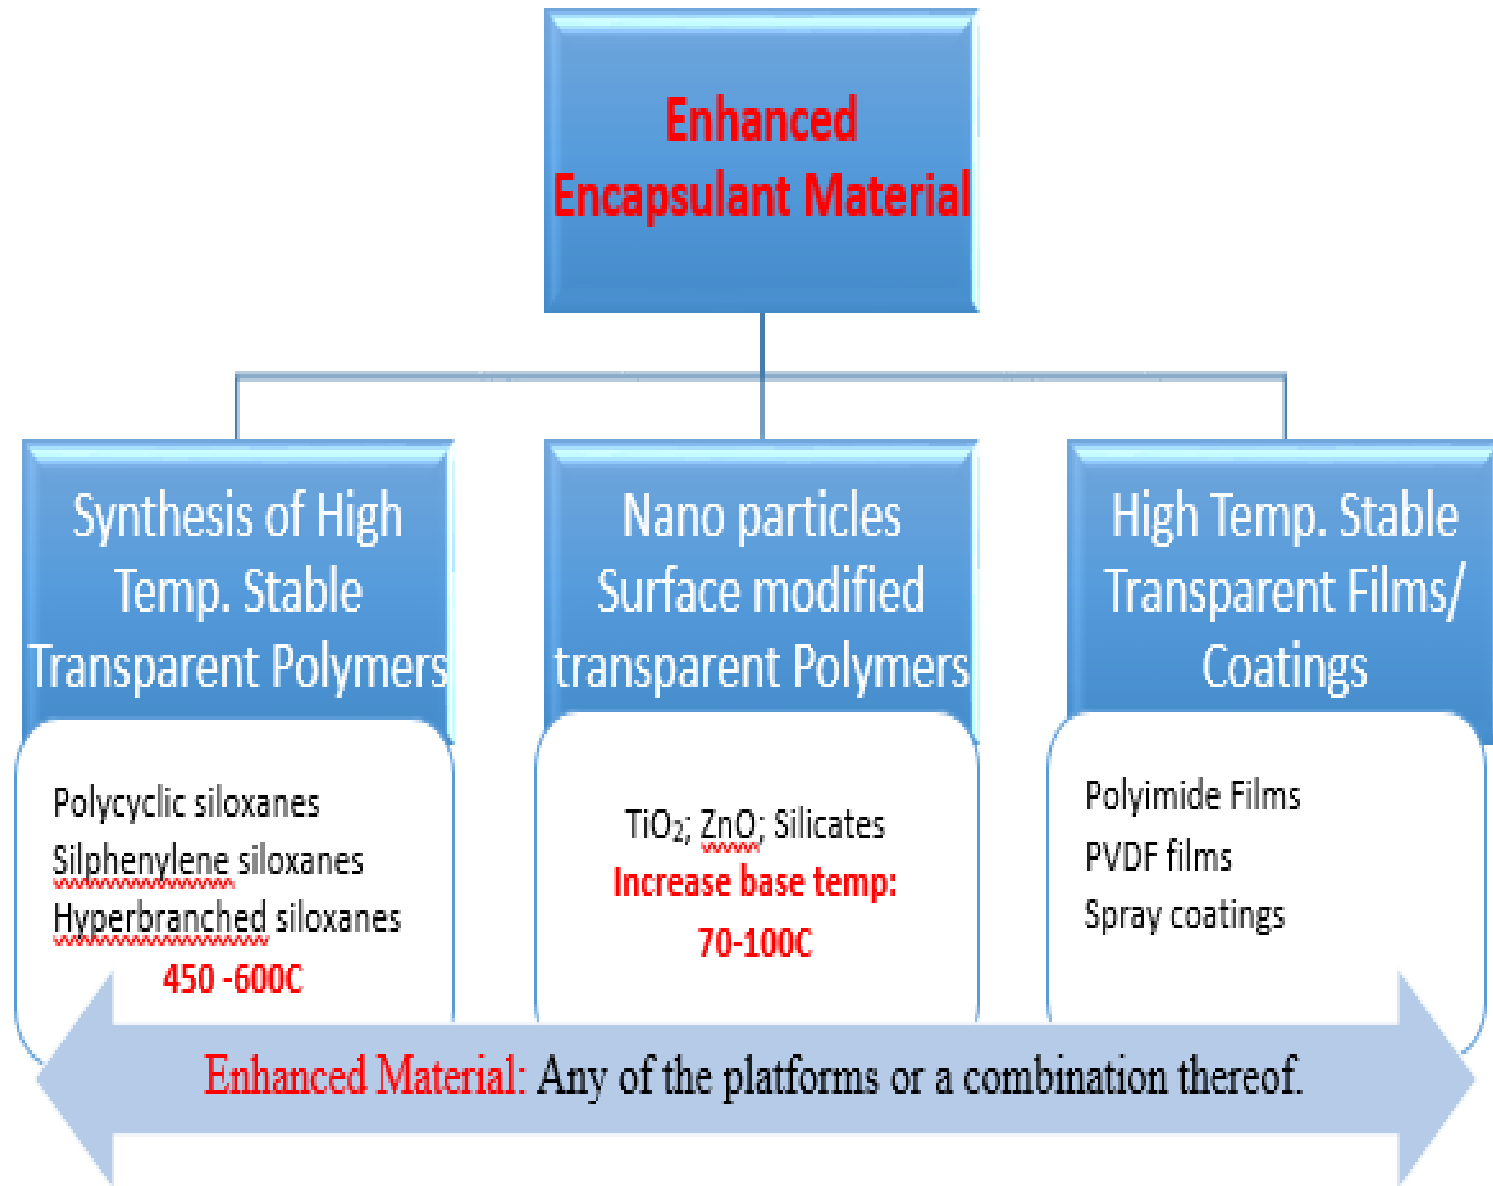 Enhanced
Encapsulant Material
Synthesis of High
Temp. Stable
Transparent Polymers
Polycyclic siloxanes
Silphenylene siloxanes
Hyperbranched siloxanes
450 -600C
Nano particles
Surface modified
transparent Polymers
TiO₂; ZnO; Silicates
Increase base temp:
70-100C
High Temp. Stable
Transparent Films/
Coatings
Polyimide Films
PVDF films
Spray coatings
Enhanced Material: Any of the platforms or a combination thereof.